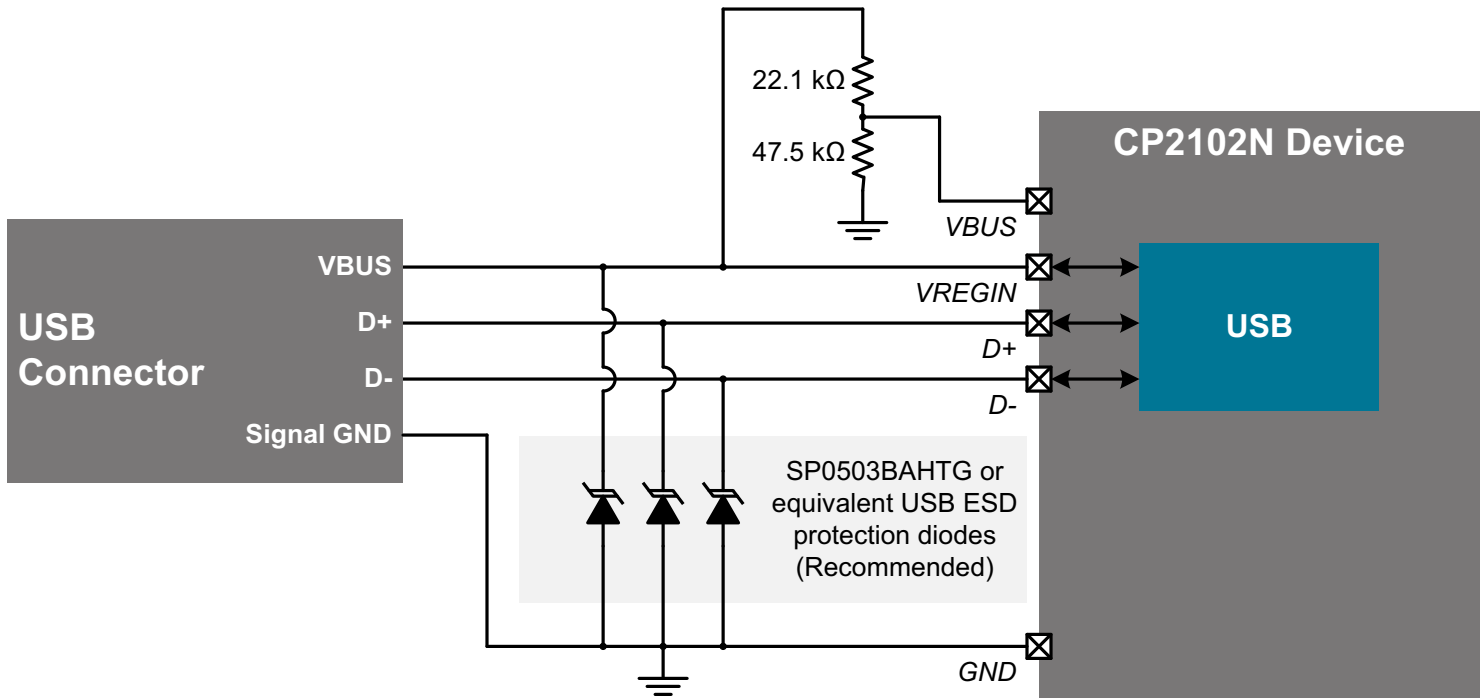 22.1 kΩ
47.5 kΩ
CP2102N Device
VBUS
VBUS
VREGIN
D+
D+
D-
D-
USB
Connector
USB
Signal GND
SP0503BAHTG or
equivalent USB ESD
protection diodes
(Recommended)
GND